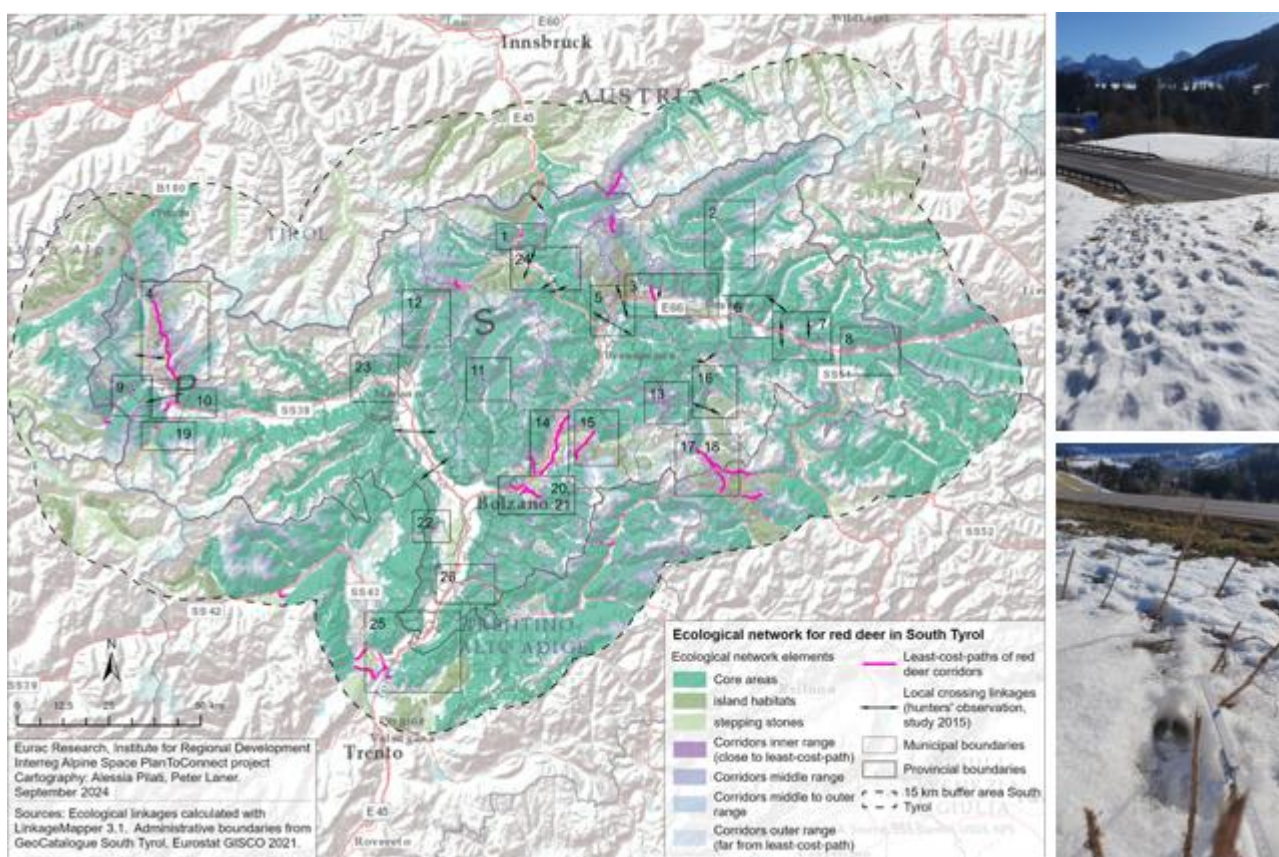 E60
Innsbruck
AUSTRIA
E45
B180
TIROL
1
2
24
4
5
3
E66
6
7
8
12
S
SS51
9
P
10
23
11
16
13
SS38
19
14
15
17
18
20
Bolzano
21
22
SS52
26
SS43
SS42
25
TRENTINO
ALTO ADIGE
N
SS39
0 12,5 25 50 km
Trento
E45
Rovereto
Eurac Research, Institute for Regional Development
Interreg Alpine Space PlanToConnect project
Cartography: Alessia Pilati, Peter Laner.
September 2024
Sources: Ecological linkages calculated with
LinkageMapper 3.1. Administrative boundaries from
GeoCatalogue South Tyrol, Eurostat GISCO 2021.
Ecological network for red deer in South Tyrol
Ecological network elements
Core areas
island habitats
stepping stones
Corridors inner range
(close to least-cost-path)
Corridors middle range
Corridors middle to outer
range
Corridors outer range
(far from least-cost-path)
Least-cost-paths of red
deer corridors
Local crossing linkages
(hunters' observation,
study 2015)
Municipal boundaries
Provincial boundaries
15 km buffer area South
Tyrol